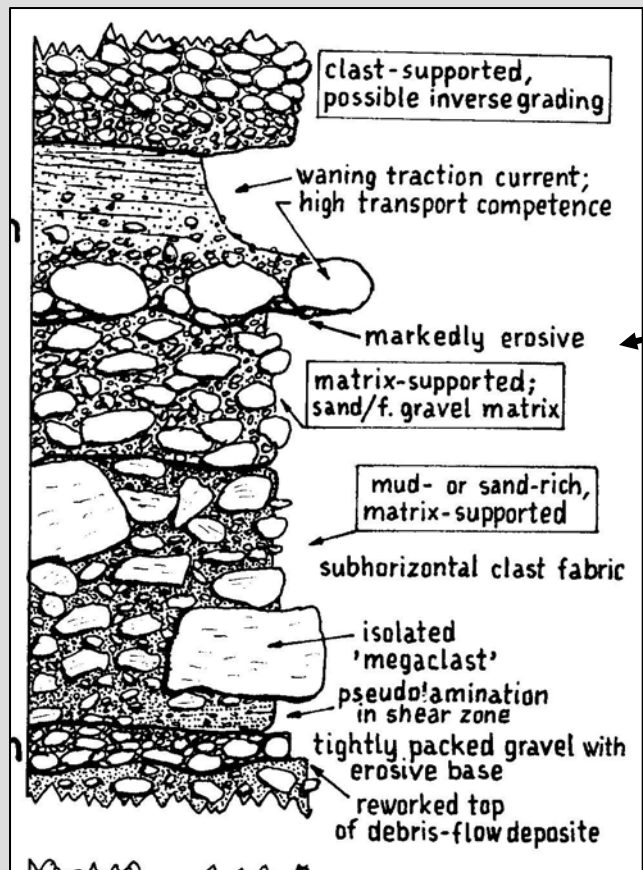 clast-supported,
possible inverse grading
waning traction current;
high transport competence
markedly erosive
matrix-supported;
sand/f. gravel matrix
mud- or sand-rich,
matrix-supported
subhorizontal clast fabric
isolated
'megaclast'
pseudolamination
in shear zone
tightly packed gravel with
erosive base
reworked top
of debris-flow deposite